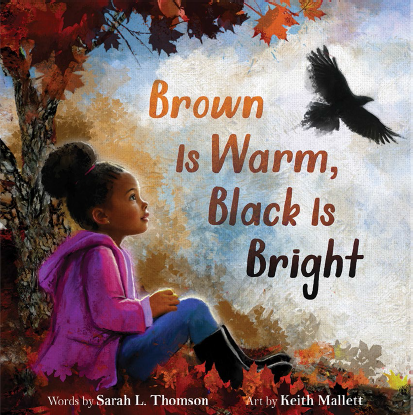 Brown
Is Warm,
Black Is
Bright
Words by Sarah L. Thomson Art by Keith Mallett